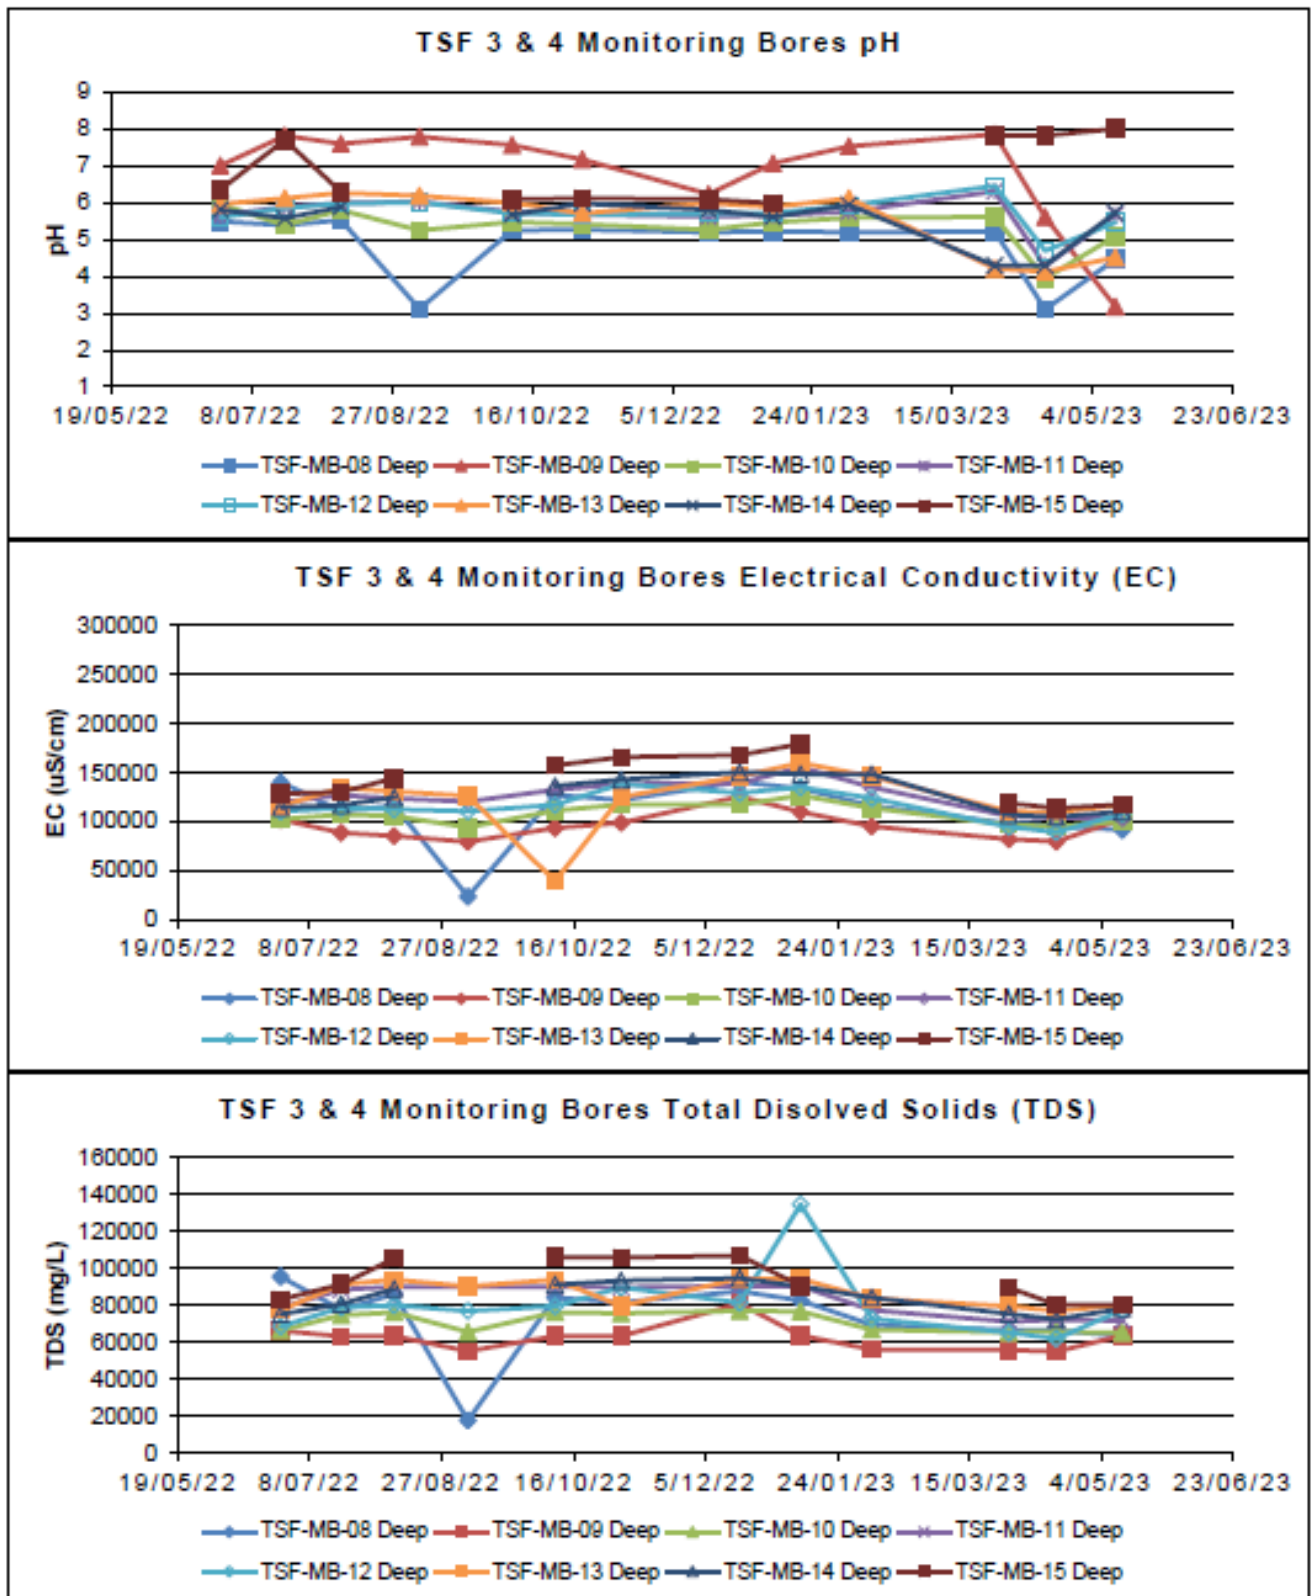 TSF 3 & 4 Monitoring Bores pH
9
8
7
6
5
4
3
2
1
pH
19/05/22 8/07/22 27/08/22 16/10/22 5/12/22 24/01/23 15/03/23 4/05/23 23/06/23
TSF-MB-08 Deep TSF-MB-09 Deep TSF-MB-10 Deep TSF-MB-11 Deep
TSF-MB-12 Deep TSF-MB-13 Deep TSF-MB-14 Deep TSF-MB-15 Deep
TSF 3 & 4 Monitoring Bores Electrical Conductivity (EC)
300000
250000
200000
150000
100000
50000
0
EC (uS/cm)
19/05/22 8/07/22 27/08/22 16/10/22 5/12/22 24/01/23 15/03/23 4/05/23 23/06/23
TSF-MB-08 Deep TSF-MB-09 Deep TSF-MB-10 Deep TSF-MB-11 Deep
TSF-MB-12 Deep TSF-MB-13 Deep TSF-MB-14 Deep TSF-MB-15 Deep
TSF 3 & 4 Monitoring Bores Total Disolved Solids (TDS)
160000
140000
120000
100000
80000
60000
40000
20000
0
TDS (mg/L)
19/05/22 8/07/22 27/08/22 16/10/22 5/12/22 24/01/23 15/03/23 4/05/23 23/06/23
TSF-MB-08 Deep TSF-MB-09 Deep TSF-MB-10 Deep TSF-MB-11 Deep
TSF-MB-12 Deep TSF-MB-13 Deep TSF-MB-14 Deep TSF-MB-15 Deep